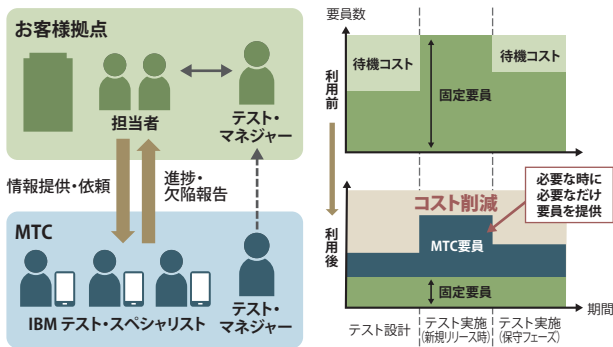 お客様拠点
担当者
テスト・
マネジャー
情報提供・依頼
進捗・
欠陥報告
MTC
IBM テスト・スペシャリスト
テスト・
マネジャー
要員数
利用前
待機コスト
固定要員
待機コスト
利用後
コスト削減
必要な時に
必要なだけ
要員を提供
MTC要員
固定要員
期間
テスト設計
テスト実施
(新規リリース時)
テスト実施
(保守フェーズ)